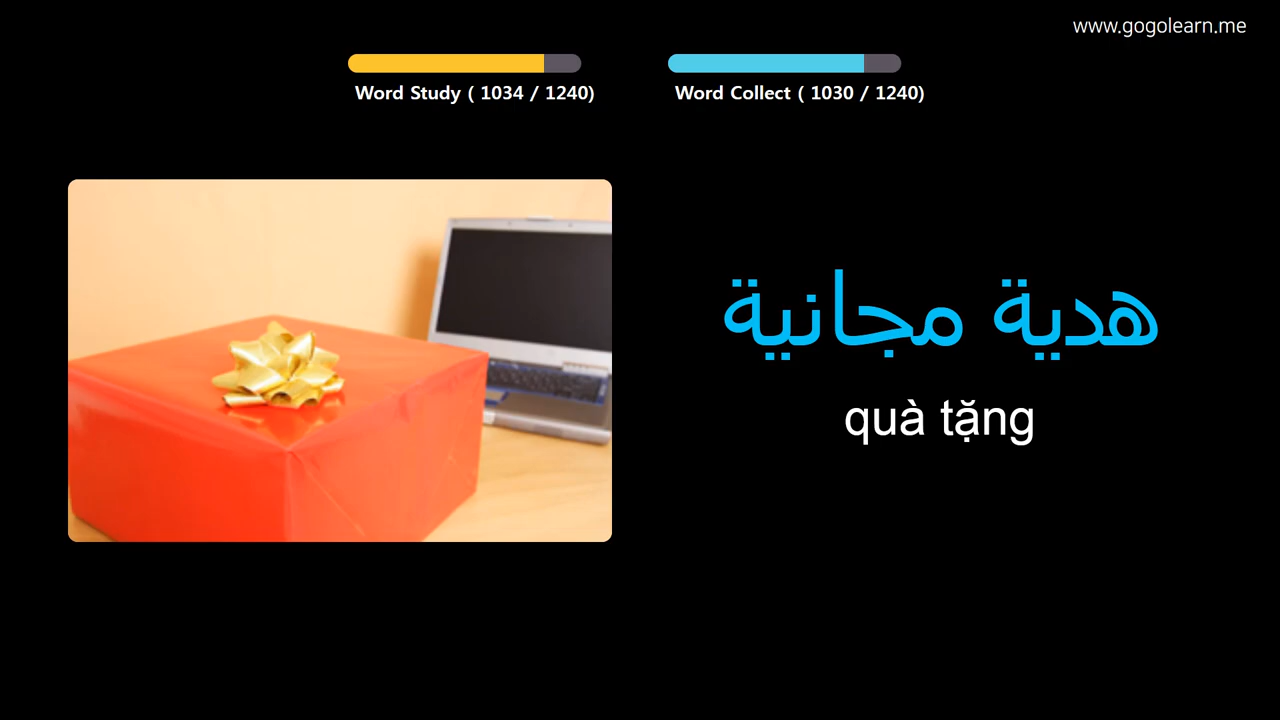 www.gogolearn.me
Word Study ( 1034 / 1240)
Word Collect ( 1030 / 1240)
هدية مجانية
quà tặng